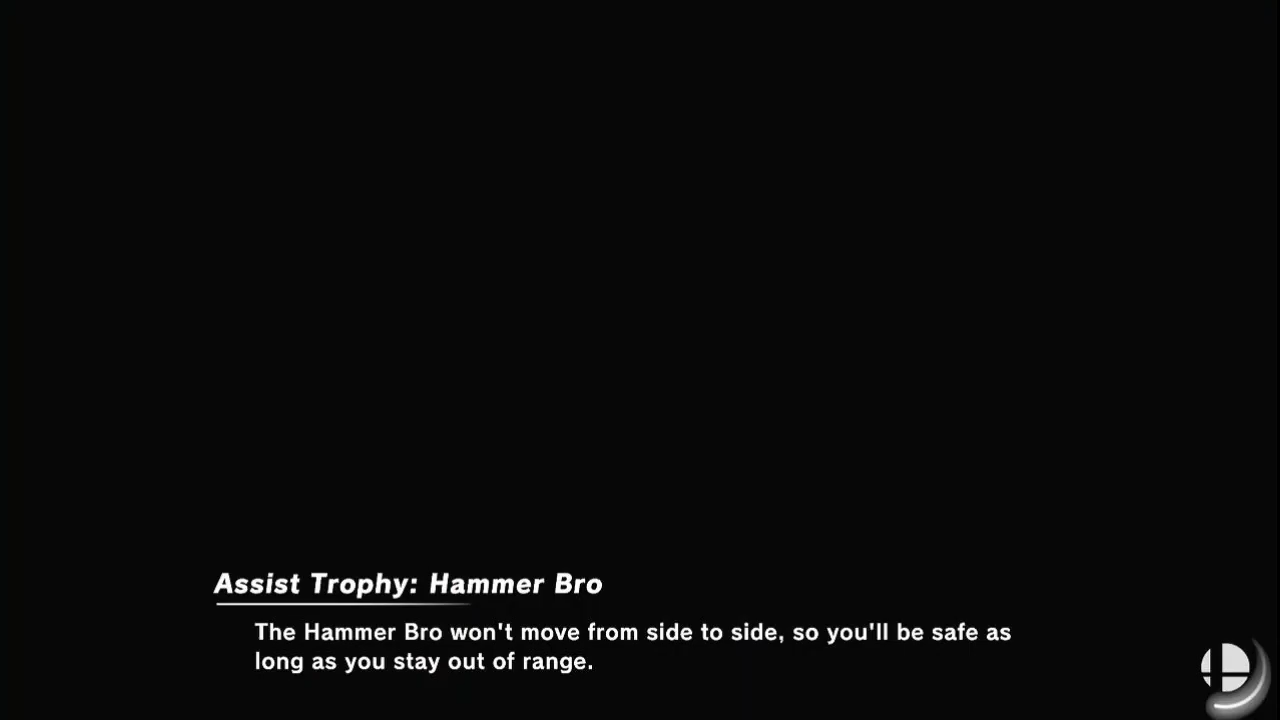 Assist Trophy: Hammer Bro
The Hammer Bro won't move from side to side, so you'll be safe as
long as you stay out of range.